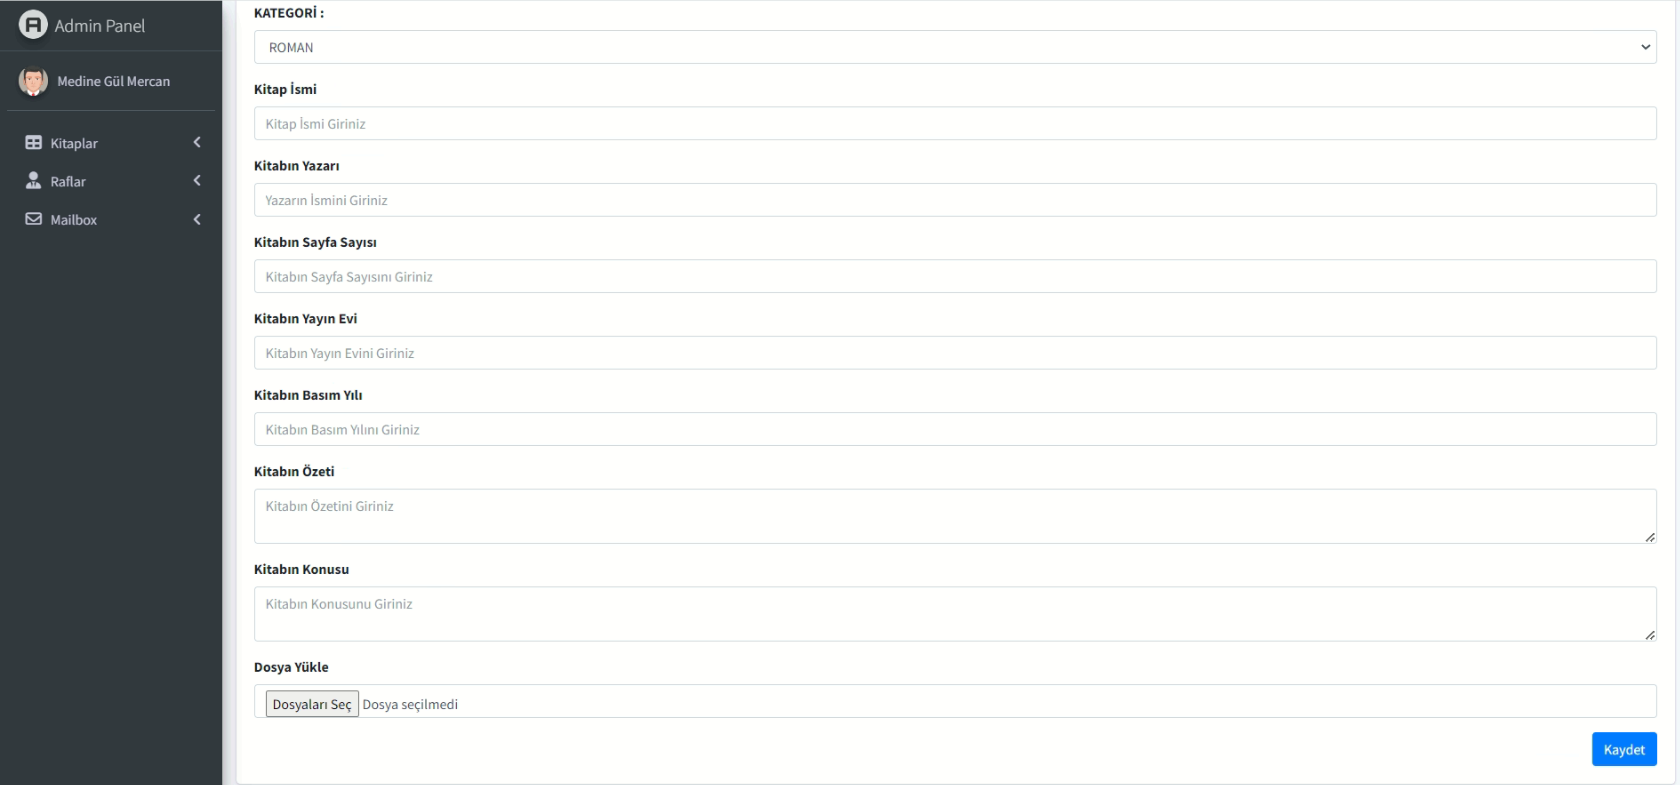 Admin Panel
Medine Gül Mercan
Kitaplar
Raflar
Mailbox
KATEGORİ :
ROMAN
Kitap İsmi
Kitap İsmi Giriniz
Kitabın Yazarı
Yazarın İsmini Giriniz
Kitabın Sayfa Sayısı
Kitabın Sayfa Sayısını Giriniz
Kitabın Yayın Evi
Kitabın Yayın Evini Giriniz
Kitabın Basım Yılı
Kitabın Basım Yılını Giriniz
Kitabın Özeti
Kitabın Özetini Giriniz
Kitabın Konusu
Kitabın Konusunu Giriniz
Dosya Yükle
Dosyaları Seç Dosya seçilmedi
Kaydet